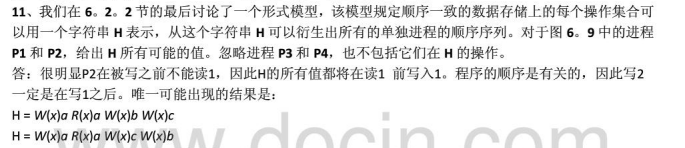 11、我们在 6。2。2 节的最后讨论了一个形式模型，该模型规定顺序一致的数据存储上的每个操作集合可
以用一个字符串 H 表示，从这个字符串 H 可以衍生出所有的单独进程的顺序序列。对于图 6。9 中的进程
P1 和 P2，给出 H 所有可能的值。忽略进程 P3 和 P4，也不包括它们在 H 的操作。
答：很明显P2在被写之前不能读1，因此H的所有值都将在读1 前写入1。程序的顺序是有关的，因此写2
一定是在写1之后。唯一可能出现的结果是：
H = W(x)a R(x)a W(x)b W(x)c
H = W(x)a R(x)a W(x)c W(x)b
www.docin.com